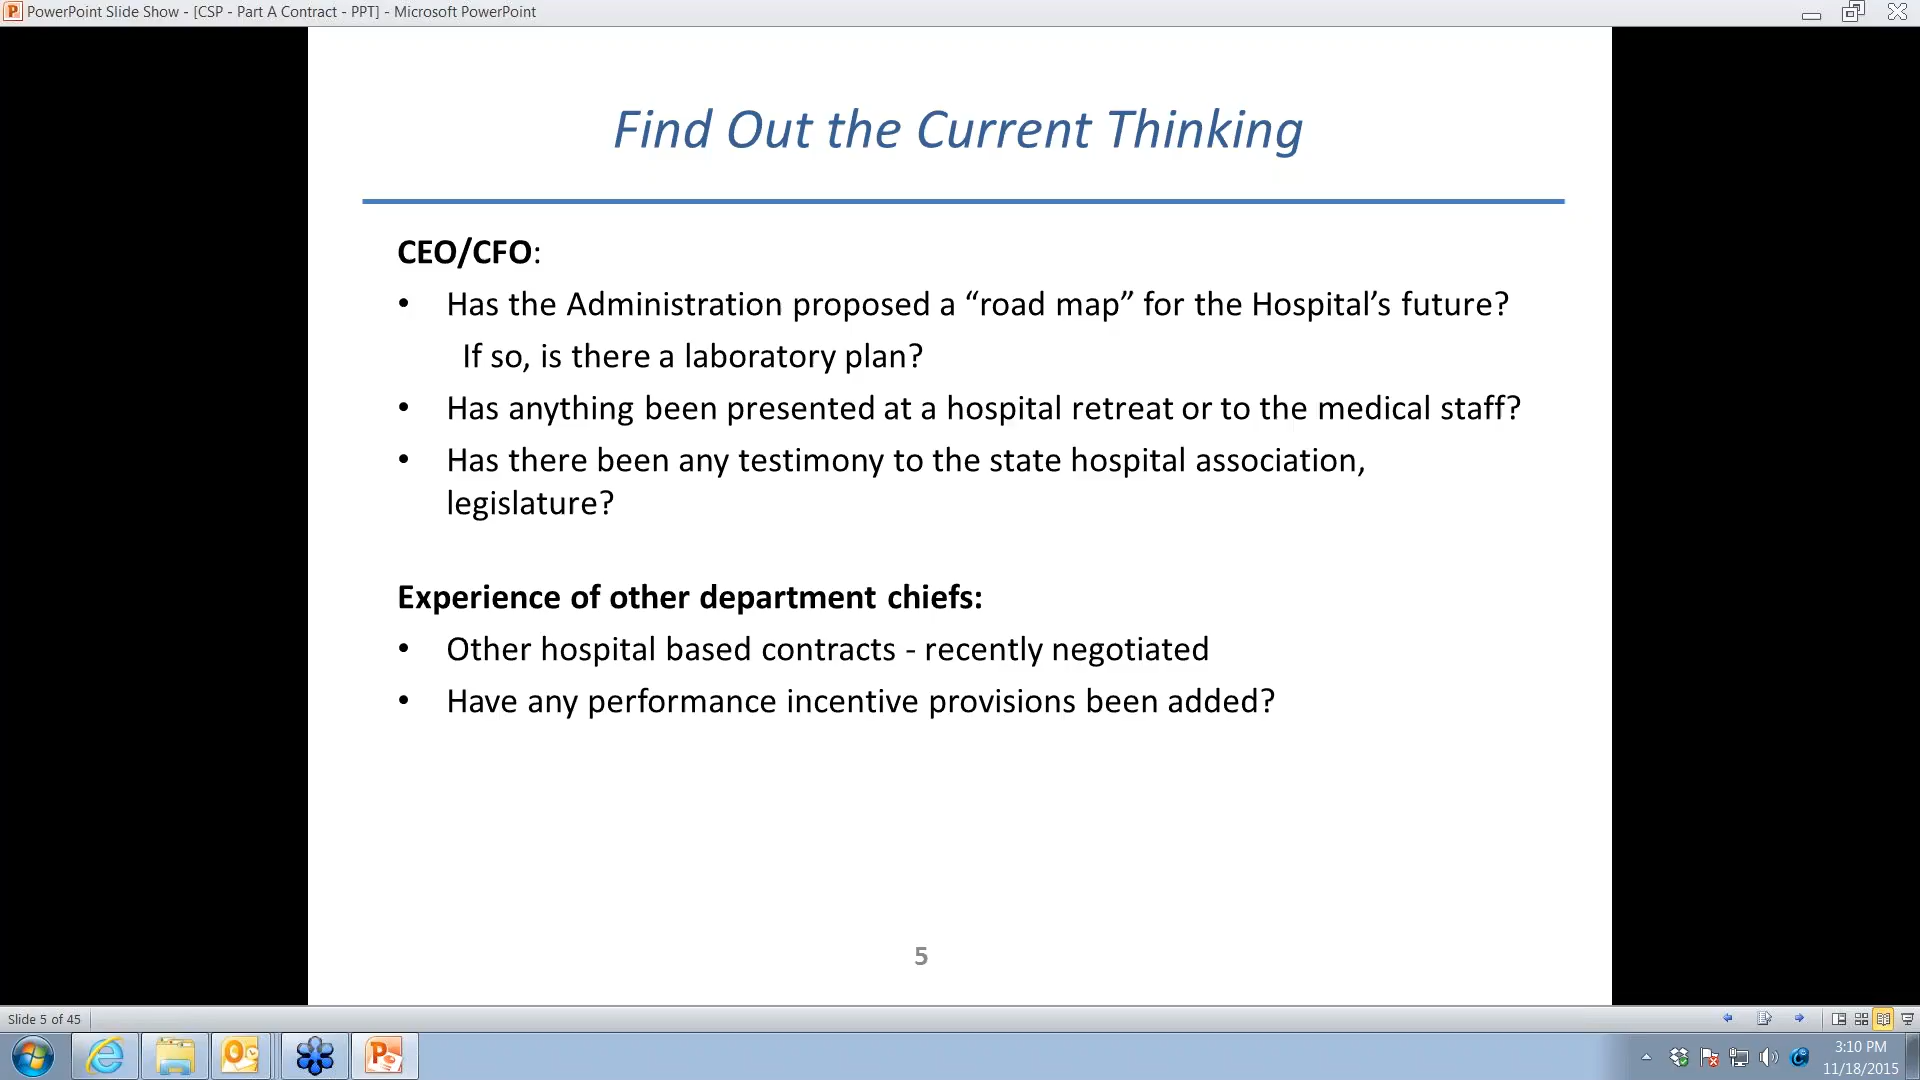 PowerPoint Slide Show - [CSP - Part A Contract - PPT] - Microsoft PowerPoint
Find Out the Current Thinking
CEO/CFO:
• Has the Administration proposed a “road map” for the Hospital’s future?
If so, is there a laboratory plan?
• Has anything been presented at a hospital retreat or to the medical staff?
• Has there been any testimony to the state hospital association,
legislature?
Experience of other department chiefs:
• Other hospital based contracts - recently negotiated
• Have any performance incentive provisions been added?
5
Slide 5 of 45
3:10 PM
11/18/2015